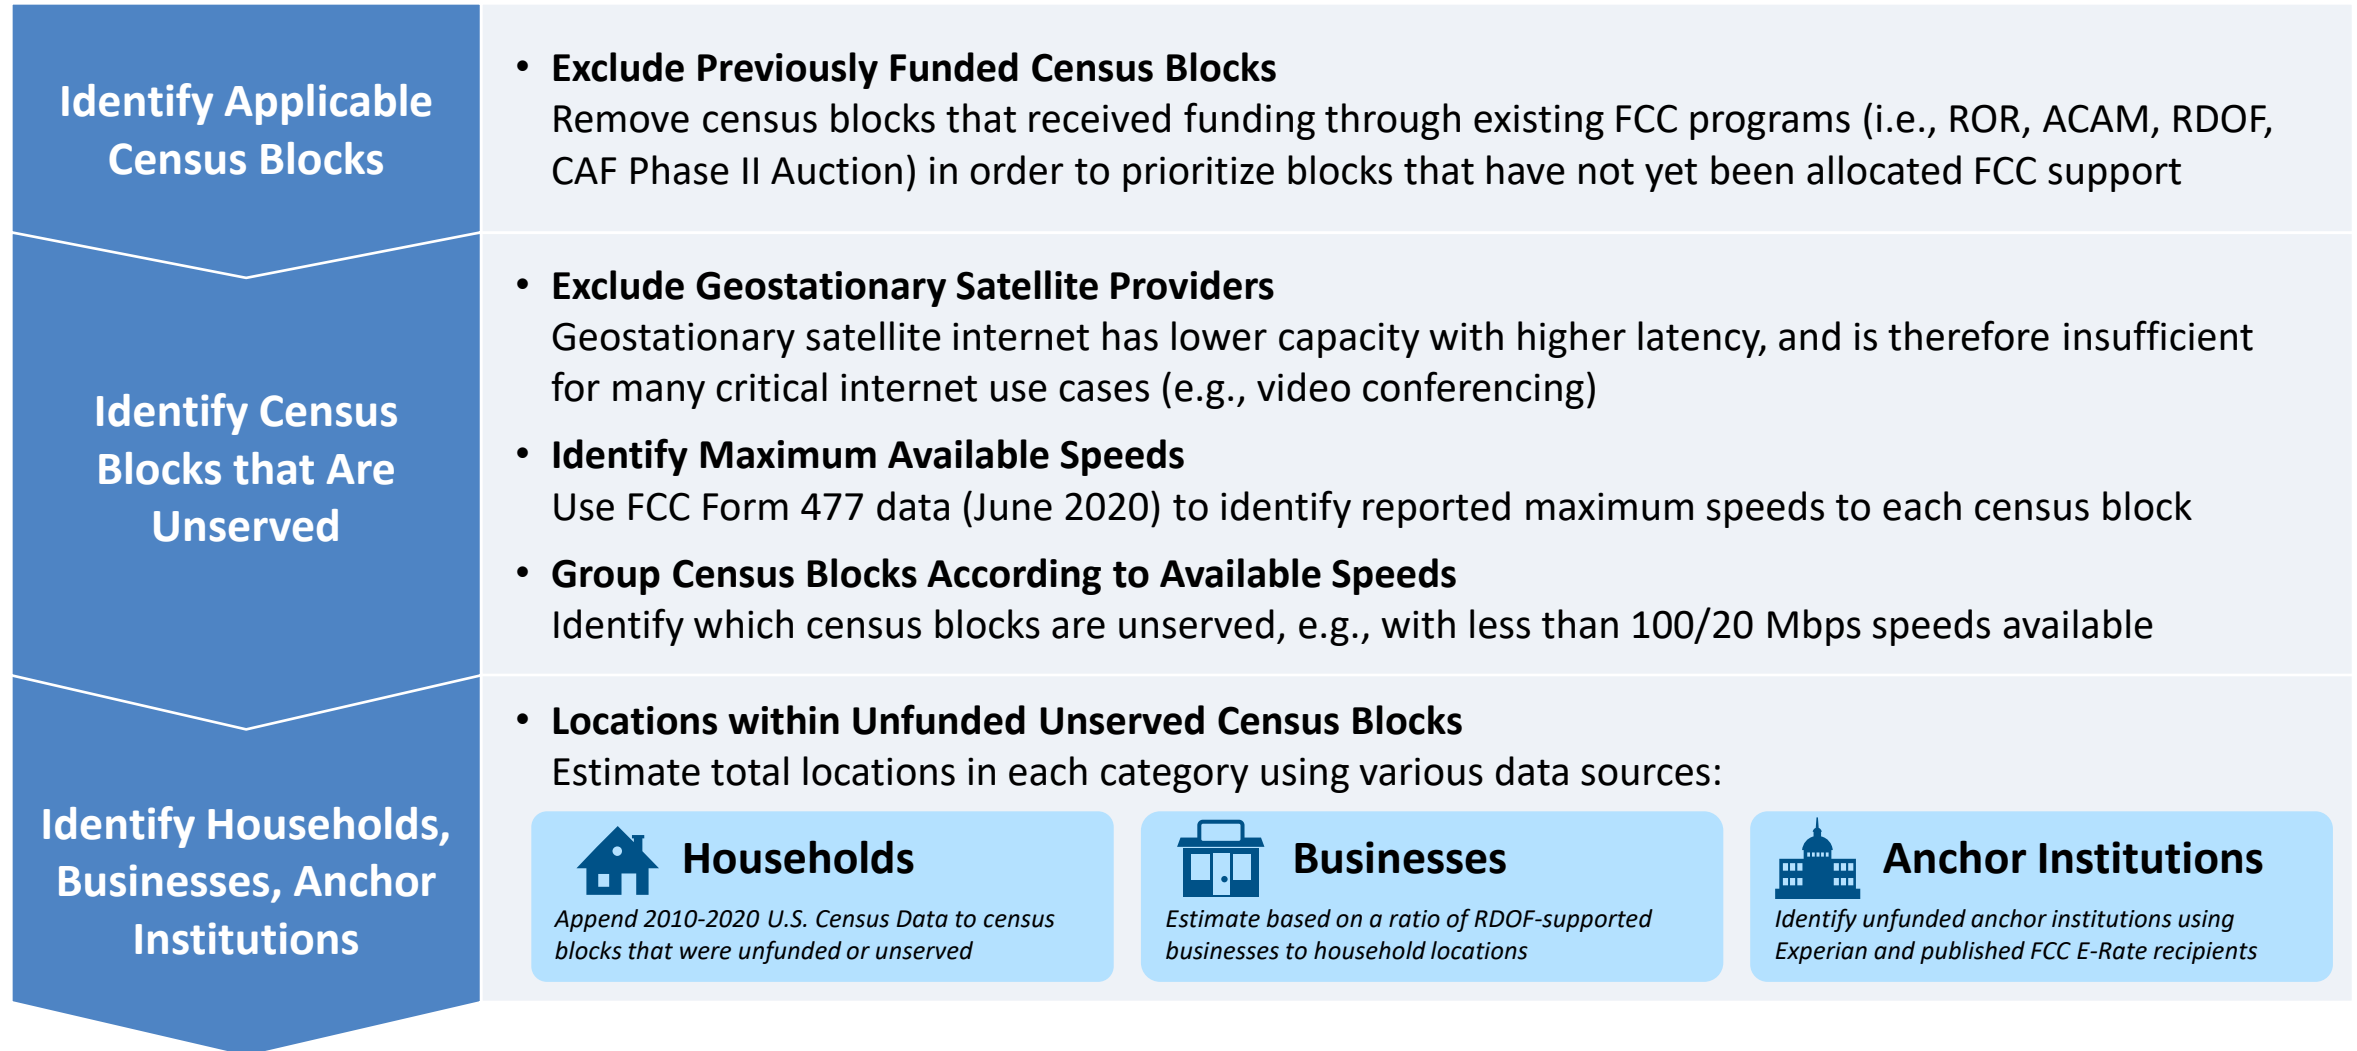 Identify Applicable
Census Blocks
• Exclude Previously Funded Census Blocks
Remove census blocks that received funding through existing FCC programs (i.e., ROR, ACAM, RDOF,
CAF Phase II Auction) in order to prioritize blocks that have not yet been allocated FCC support
Identify Census
Blocks that Are
Unserved
• Exclude Geostationary Satellite Providers
Geostationary satellite internet has lower capacity with higher latency, and is therefore insufficient
for many critical internet use cases (e.g., video conferencing)
• Identify Maximum Available Speeds
Use FCC Form 477 data (June 2020) to identify reported maximum speeds to each census block
• Group Census Blocks According to Available Speeds
Identify which census blocks are unserved, e.g., with less than 100/20 Mbps speeds available
Identify Households,
Businesses, Anchor
Institutions
• Locations within Unfunded Unserved Census Blocks
Estimate total locations in each category using various data sources:
Households
Append 2010-2020 U.S. Census Data to census
blocks that were unfunded or unserved
Businesses
Estimate based on a ratio of RDOF-supported
businesses to household locations
Anchor Institutions
Identify unfunded anchor institutions using
Experian and published FCC E-Rate recipients